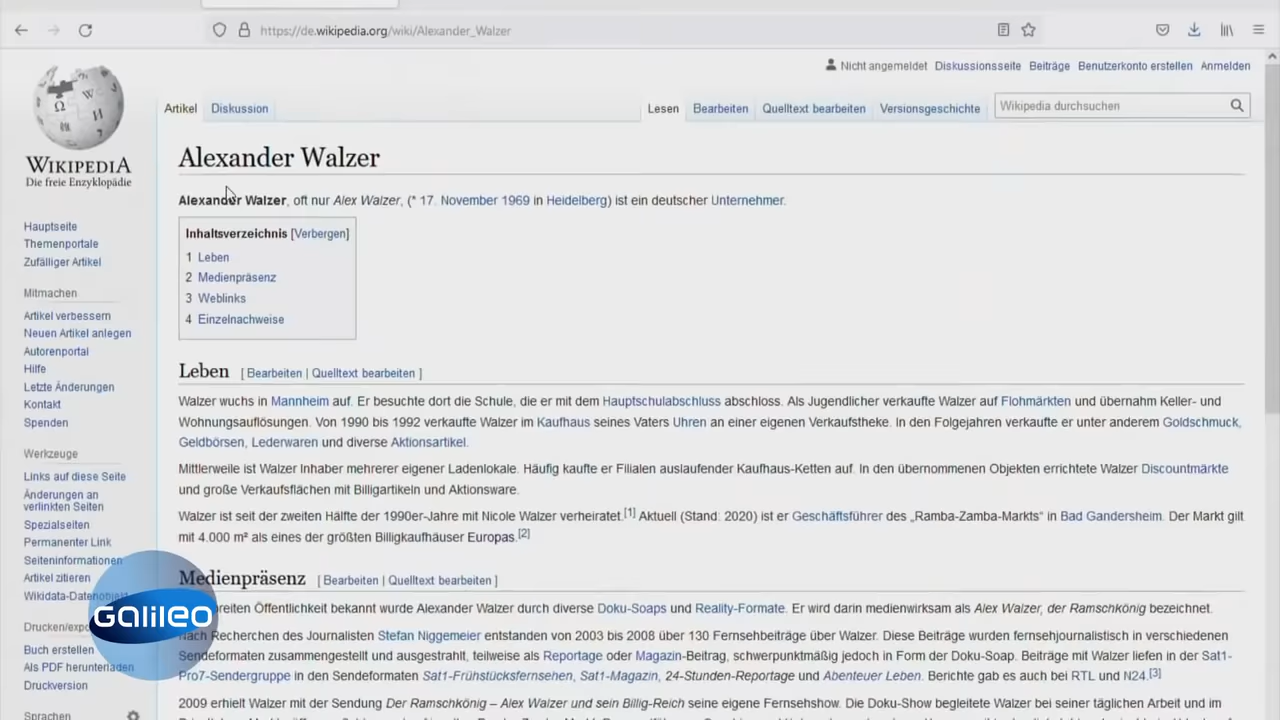 https://de.wikipedia.org/wiki/Alexander_Walzer
Nicht angemeldet Diskussionsseite Beiträge Benutzerkonto erstellen Anmelden
Artikel Diskussion Lesen Bearbeiten Quelltext bearbeiten Versionsgeschichte Wikipedia durchsuchen
WIKIPEDIA
Die freie Enzyklopädie
Hauptseite
Themenportale
Zufälliger Artikel
Mitmachen
Artikel verbessern
Neuen Artikel anlegen
Autorenportal
Hilfe
Letzte Änderungen
Kontakt
Spenden
Werkzeuge
Links auf diese Seite
Änderungen an
verlinkten Seiten
Spezialseiten
Permanenter Link
Seiteninformationen
Artikel zitieren
Wikidata-Datenobjekt
Drucken/expo
Buch erstellen
Als PDF herunterladen
Druckversion
Sprachen
Alexander Walzer
Alexander Walzer, oft nur Alex Walzer, (* 17. November 1969 in Heidelberg) ist ein deutscher Unternehmer.
Inhaltsverzeichnis [Verbergen]
1 Leben
2 Medienpräsenz
3 Weblinks
4 Einzelnachweise
Leben [ Bearbeiten | Quelltext bearbeiten ]
Walzer wuchs in Mannheim auf. Er besuchte dort die Schule, die er mit dem Hauptschulabschluss abschloss. Als Jugendlicher verkaufte Walzer auf Flohmärkten und übernahm Keller- und
Wohnungsauflösungen. Von 1990 bis 1992 verkaufte Walzer im Kaufhaus seines Vaters Uhren an einer eigenen Verkaufstheke. In den Folgejahren verkaufte er unter anderem Goldschmuck,
Geldbörsen, Lederwaren und diverse Aktionsartikel.
Mittlerweile ist Walzer Inhaber mehrerer eigener Ladenlokale. Häufig kaufte er Filialen auslaufender Kaufhaus-Ketten auf. In den übernommenen Objekten errichtete Walzer Discountmärkte
und große Verkaufsflächen mit Billigartikeln und Aktionsware.
Walzer ist seit der zweiten Hälfte der 1990er-Jahre mit Nicole Walzer verheiratet.[1] Aktuell (Stand: 2020) ist er Geschäftsführer des „Ramba-Zamba-Markts“ in Bad Gandersheim. Der Markt gilt
mit 4.000 m² als eines der größten Billigkaufhäuser Europas.[2]
Medienpräsenz [ Bearbeiten | Quelltext bearbeiten ]
breiten Öffentlichkeit bekannt wurde Alexander Walzer durch diverse Doku-Soaps und Reality-Formate. Er wird darin medienwirksam als Alex Walzer, der Ramschkönig bezeichnet.
Nach Recherchen des Journalisten Stefan Niggemeier entstanden von 2003 bis 2008 über 130 Fernsehbeiträge über Walzer. Diese Beiträge wurden fernsehjournalistisch in verschiedenen
Sendeformaten zusammengestellt und ausgestrahlt, teilweise als Reportage oder Magazin-Beitrag, schwerpunktmäßig jedoch in Form der Doku-Soap. Beiträge mit Walzer liefen in der Sat1-
Pro7-Sendergruppe in den Sendeformaten Sat1-Frühstücksfernsehen, Sat1-Magazin, 24-Stunden-Reportage und Abenteuer Leben. Berichte gab es auch bei RTL und N24.[3]
2009 erhielt Walzer mit der Sendung Der Ramschkönig – Alex Walzer und sein Billig-Reich seine eigene Fernsehshow. Die Doku-Show begleitete Walzer bei seiner täglichen Arbeit und im
Galileo